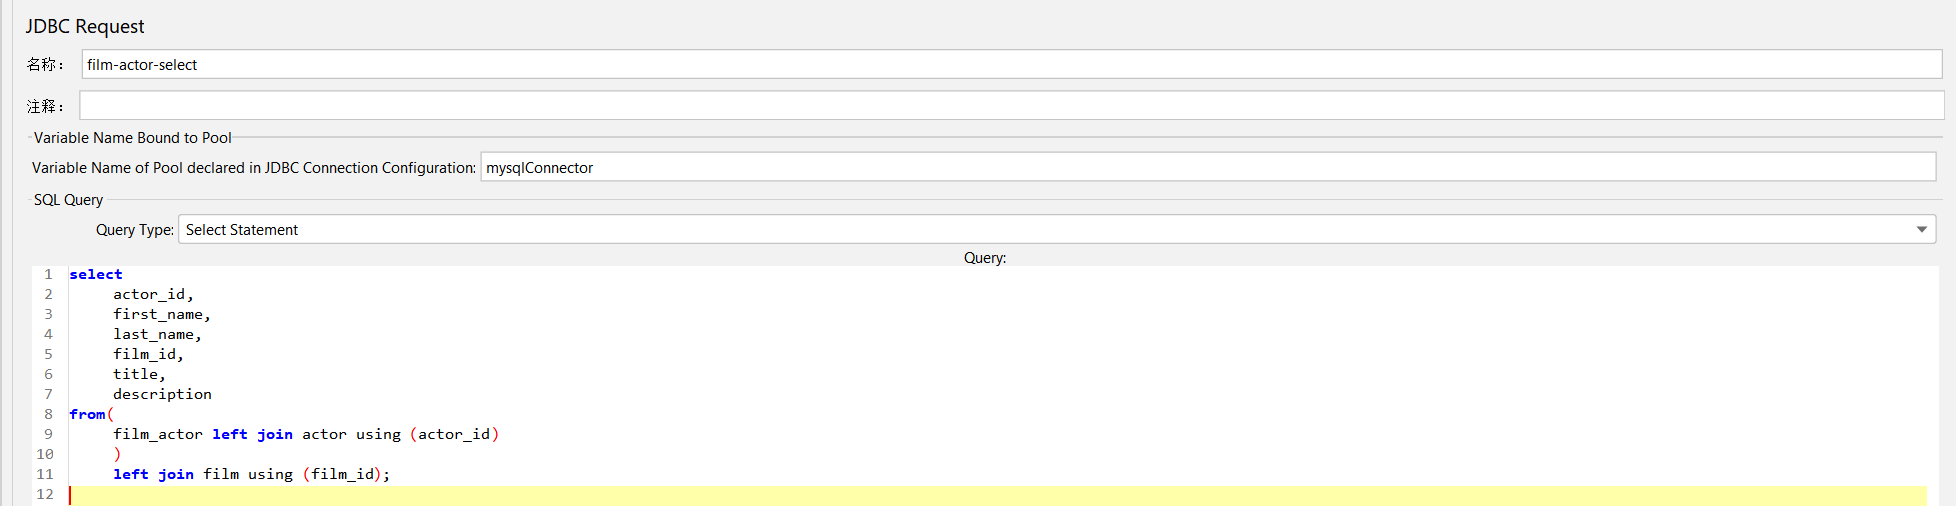 JDBC Request
名称： film-actor-select
注释：
Variable Name Bound to Pool
Variable Name of Pool declared in JDBC Connection Configuration: mysqlConnector
SQL Query
Query Type: Select Statement
Query:
1 select
2 actor_id,
3 first_name,
4 last_name,
5 film_id,
6 title,
7 description
8 from(
9 film_actor left join actor using (actor_id)
10 )
11 left join film using (film_id);
12